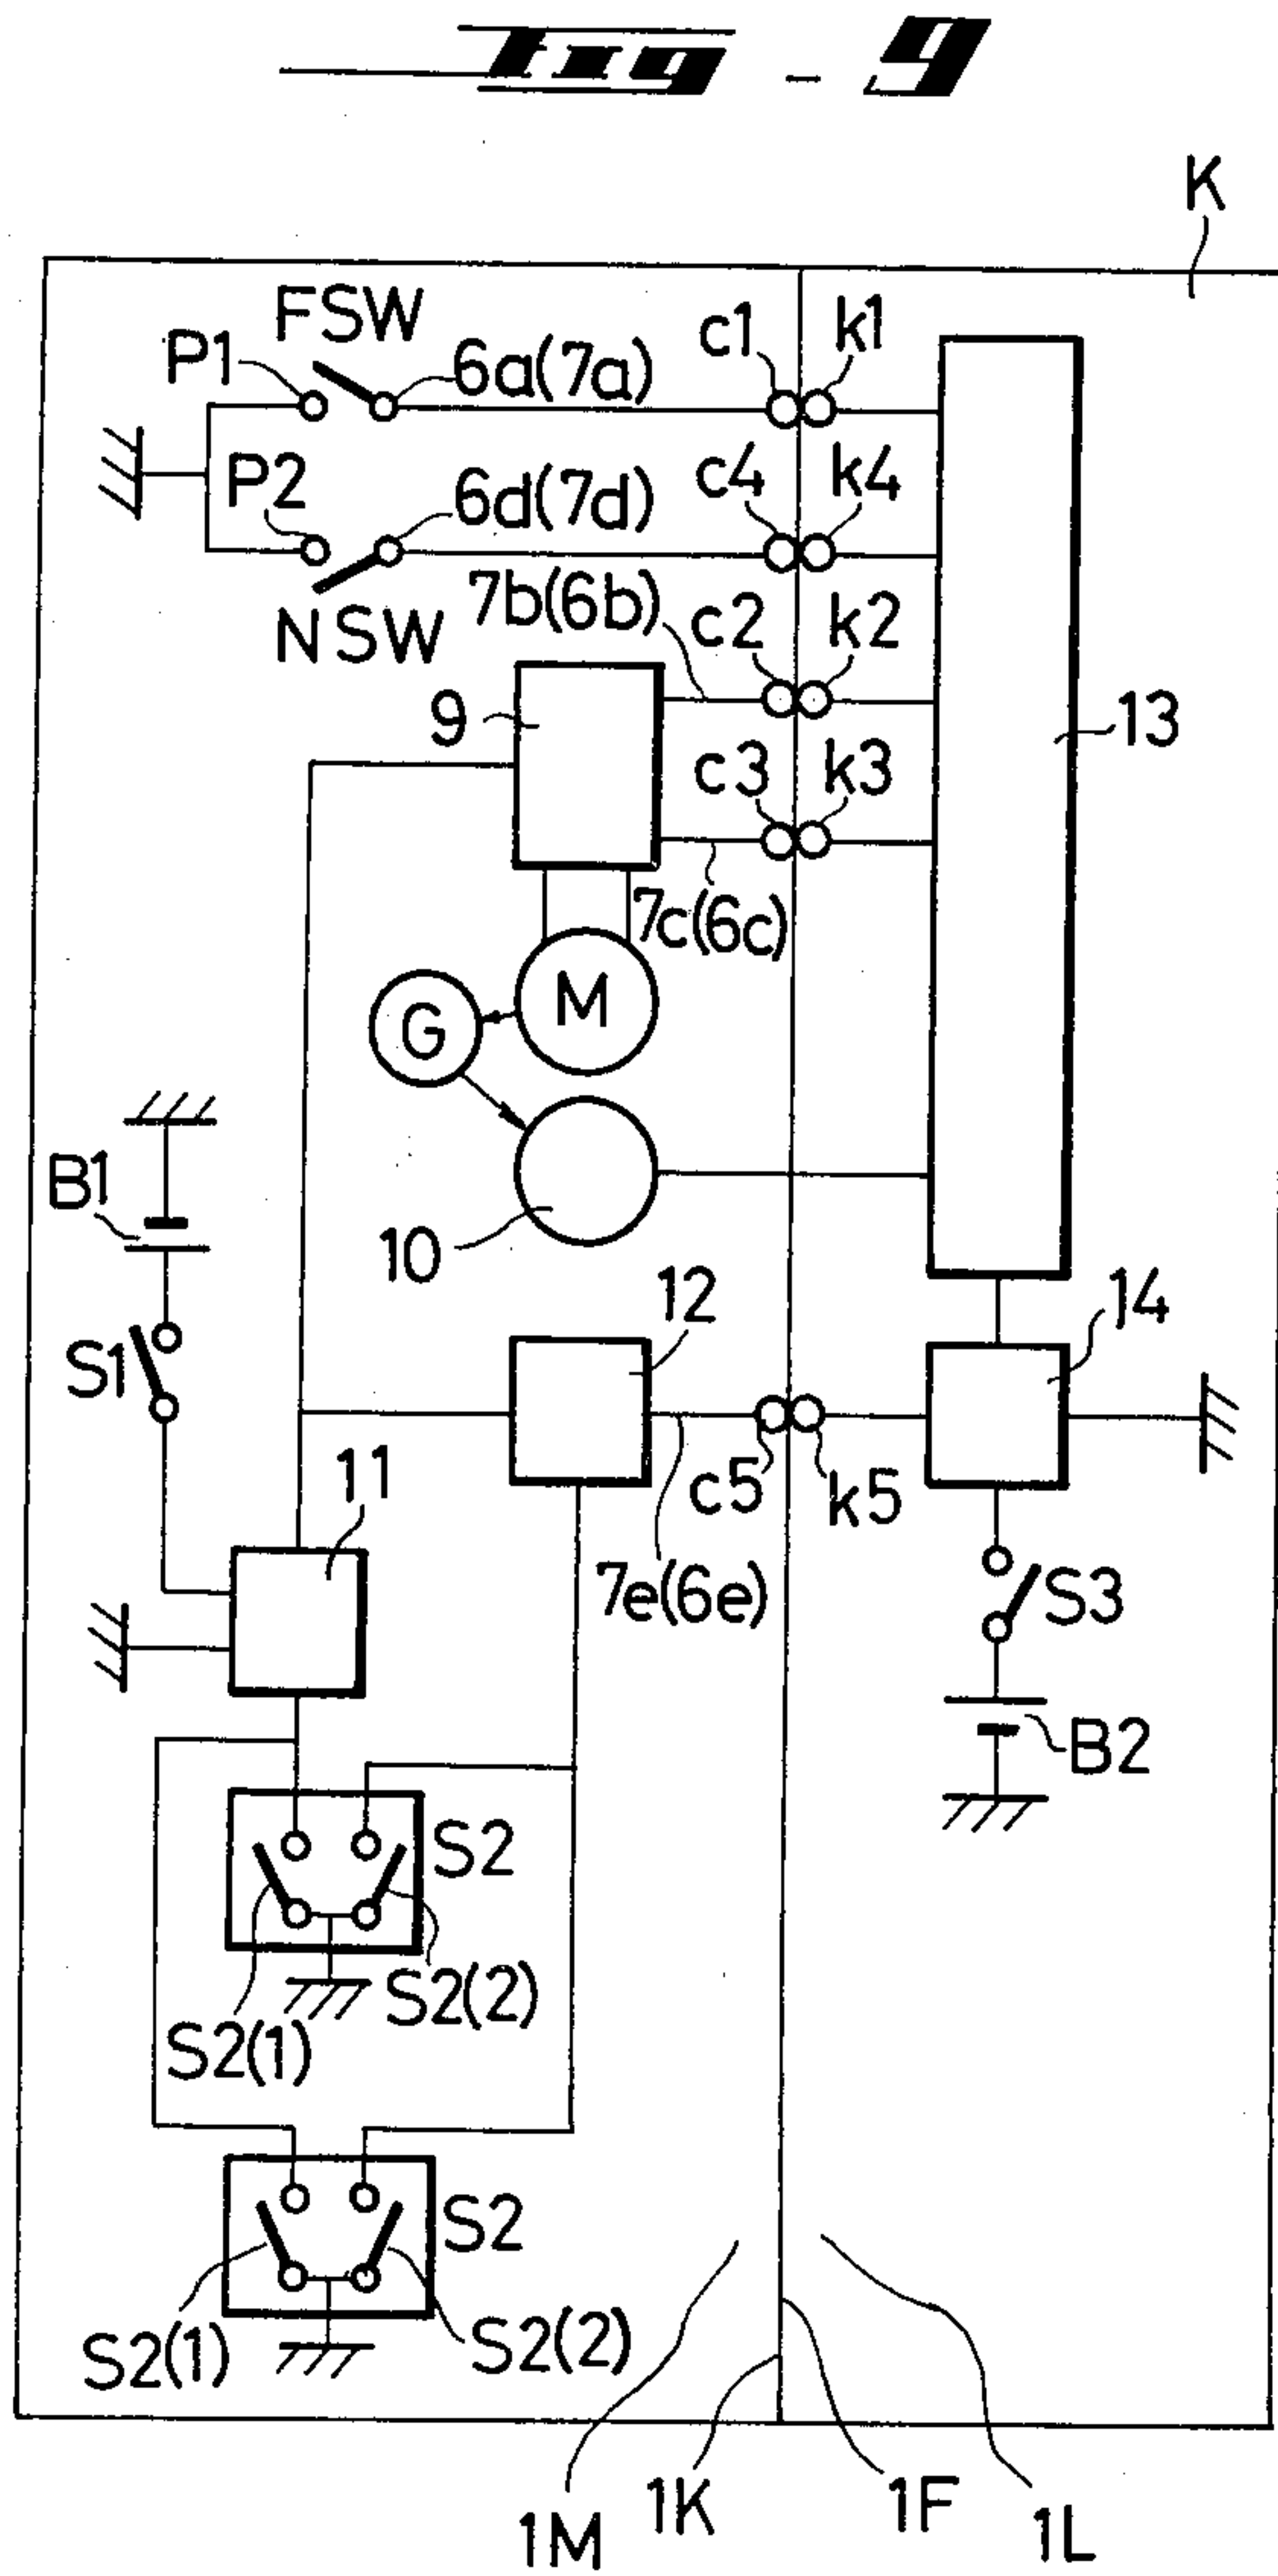 Fig - 9
K
FSW
P1
6a(7a)
c1
k1
P2
6d(7d)
c4
k4
NSW
7b(6b)
c2
k2
9
13
c3
k3
7c(6c)
M
G
B1
10
12
14
S1
11
c5
k5
7e(6e)
S3
B2
S2
S2(2)
S2(1)
S2
S2(2)
S2(1)
1M
1K
1F
1L